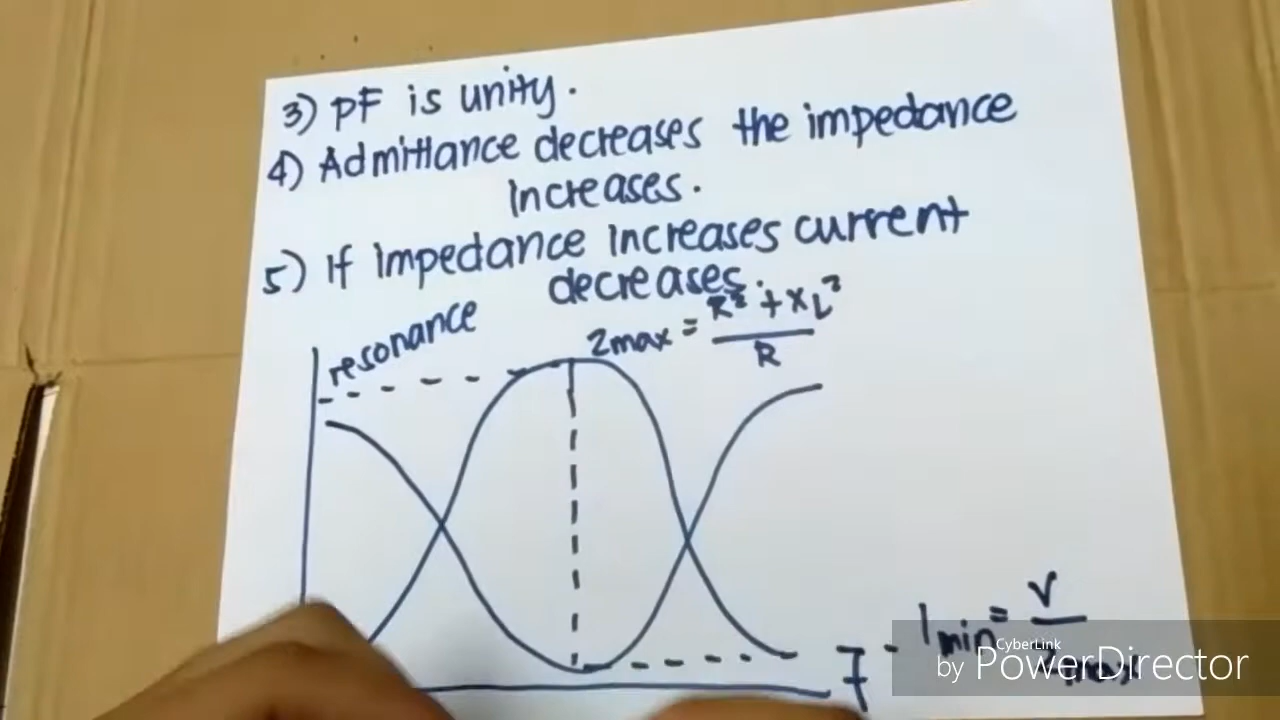 3) PF is unity.
4) Admittance decreases the impedance
increases.
5) If Impedance increases current
decreases.
resonance
Zmax = R² + XL²
R
Imin = V
CyberLink
by PowerDirector